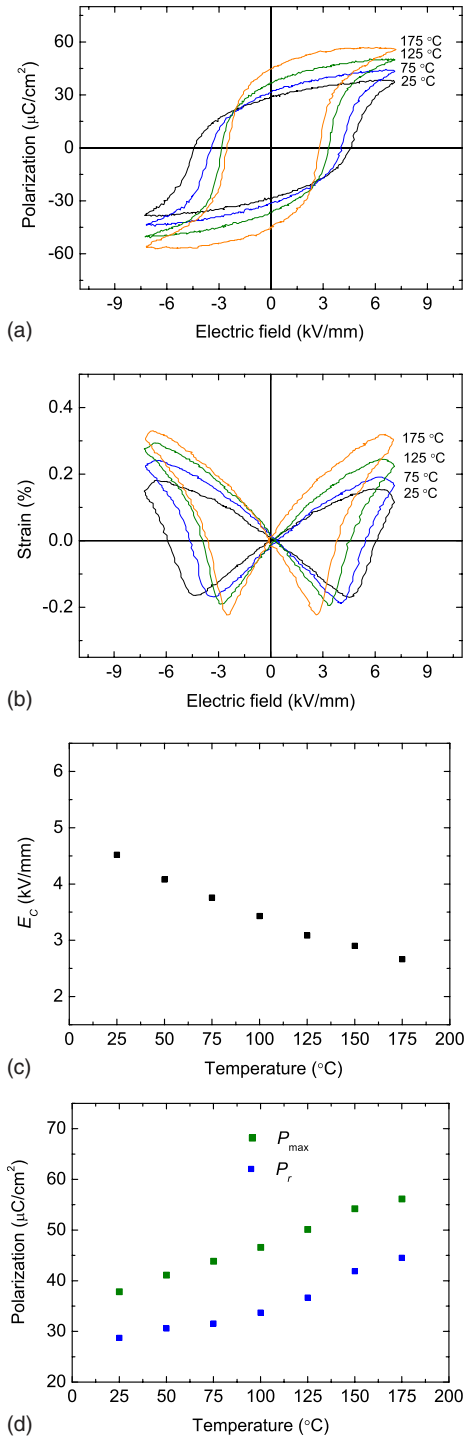 60
30
0
-30
-60
Polarization (μC/cm²)
175 °C
125 °C
75 °C
25 °C
-9 -6 -3 0 3 6 9
Electric field (kV/mm)
(a)
0.4
0.2
0.0
-0.2
Strain (%)
175 °C
125 °C
75 °C
25 °C
-9 -6 -3 0 3 6 9
Electric field (kV/mm)
(b)
6
5
4
3
2
E_C (kV/mm)
0 25 50 75 100 125 150 175 200
Temperature (°C)
(c)
70
60
50
40
30
20
Polarization (μC/cm²)
P_max
P_r
0 25 50 75 100 125 150 175 200
Temperature (°C)
(d)